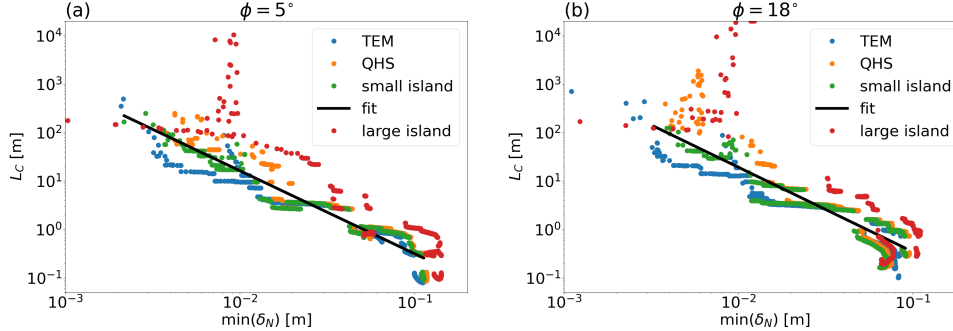 (a)
ϕ = 5°
10⁴
10³
10²
10¹
10⁰
10⁻¹
L_C [m]
TEM
QHS
small island
fit
large island
10⁻³
10⁻²
10⁻¹
min(δ_N) [m]
(b)
ϕ = 18°
10⁴
10³
10²
10¹
10⁰
10⁻¹
L_C [m]
TEM
QHS
small island
fit
large island
10⁻³
10⁻²
10⁻¹
min(δ_N) [m]